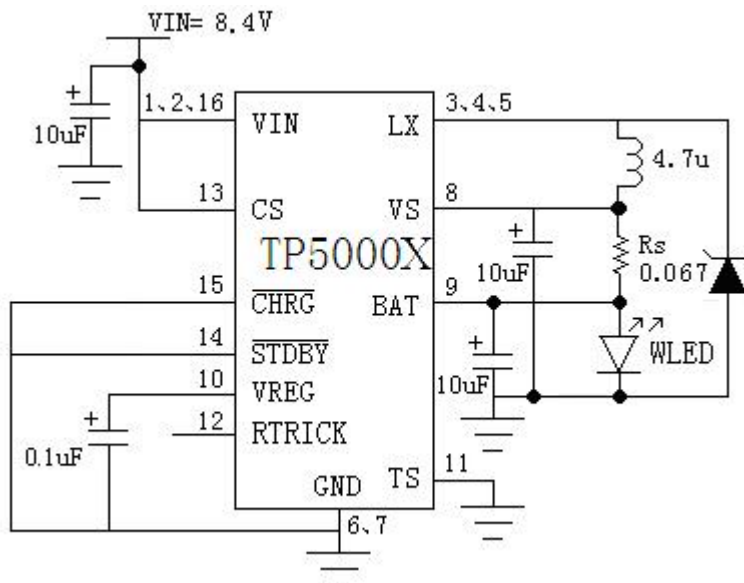 VIN= 8.4V
10uF
1、2、16
VIN
LX
3、4、5
4.7u
13
CS
VS
8
TP5000X
10uF
Rs
0.067
15
CHRG
BAT
9
14
STDBY
10uF
WLED
10
VREG
12
RTRICK
0.1uF
GND
TS
11
6、7